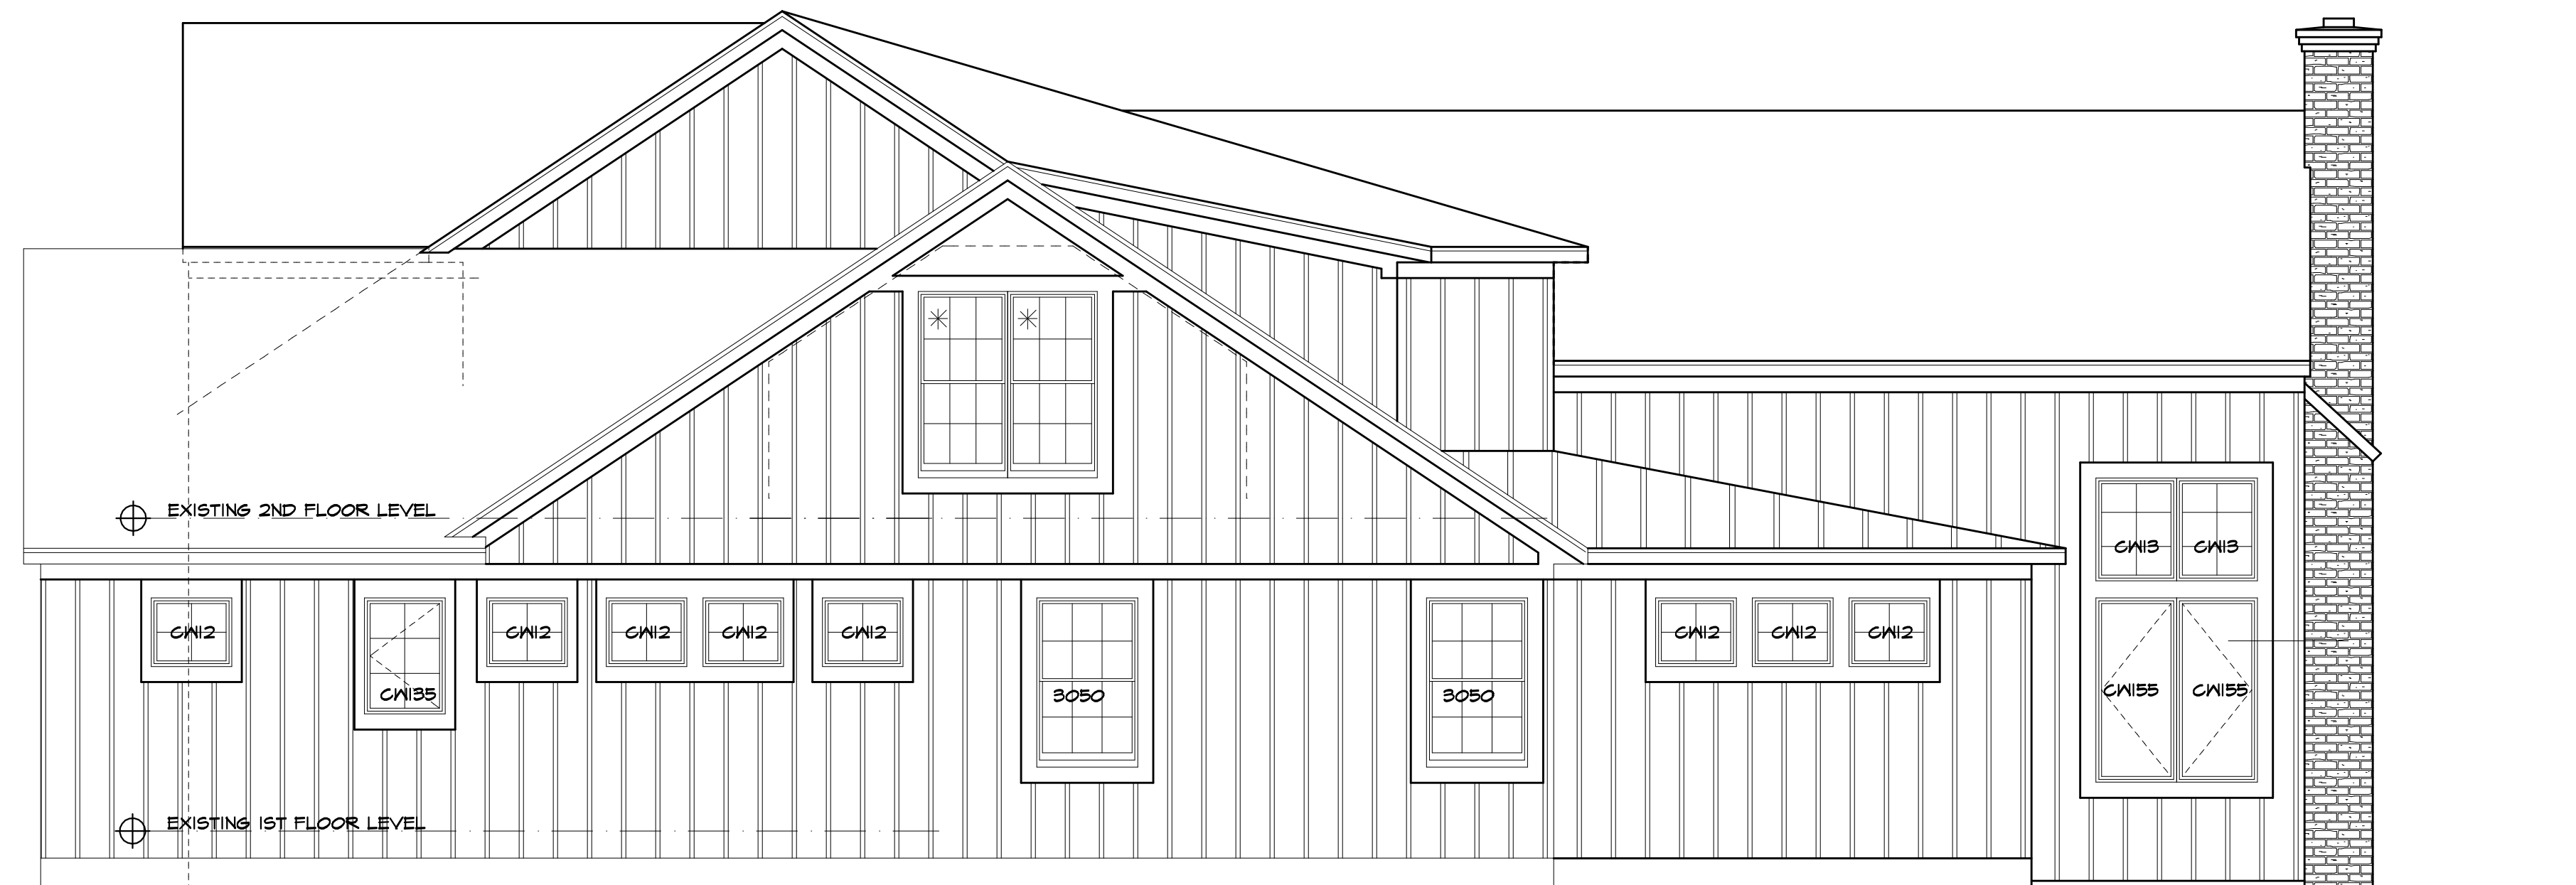 EXISTING 2ND FLOOR LEVEL
CW13 CW13
CW12 CW12 CW12 CW12 CW12 CW12 CW12 CW12
CW135 3050 3050 CW155 CW155
EXISTING 1ST FLOOR LEVEL